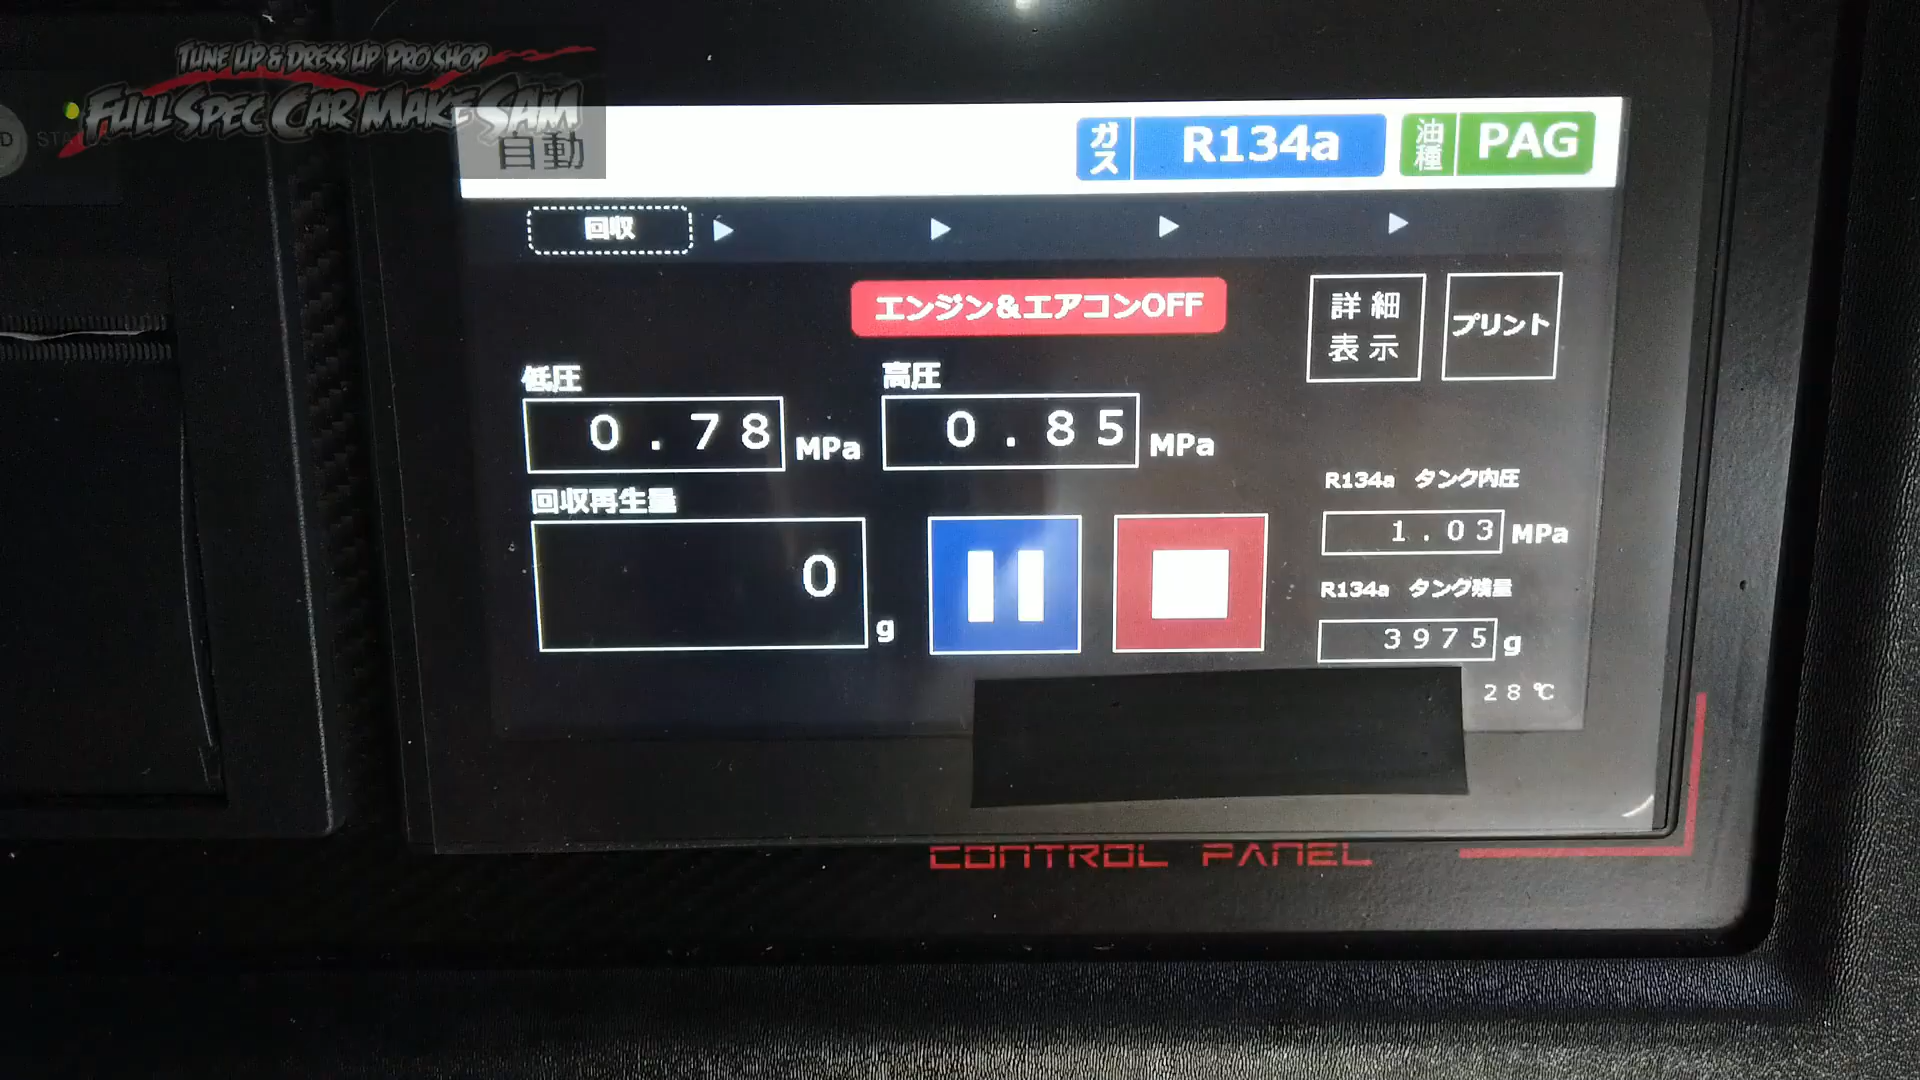 TUNE UP & DRESS UP PRO SHOP
FULL SPEC CAR MAKE SAM
D STATUS
自動
ガス R134a 油種 PAG
回収
エンジン&エアコンOFF
詳細表示
プリント
低圧
0.78 MPa
高圧
0.85 MPa
回収再生量
0 g
R134a タンク内圧
1.03 MPa
R134a タンク残量
3975 g
28℃
CONTROL PANEL